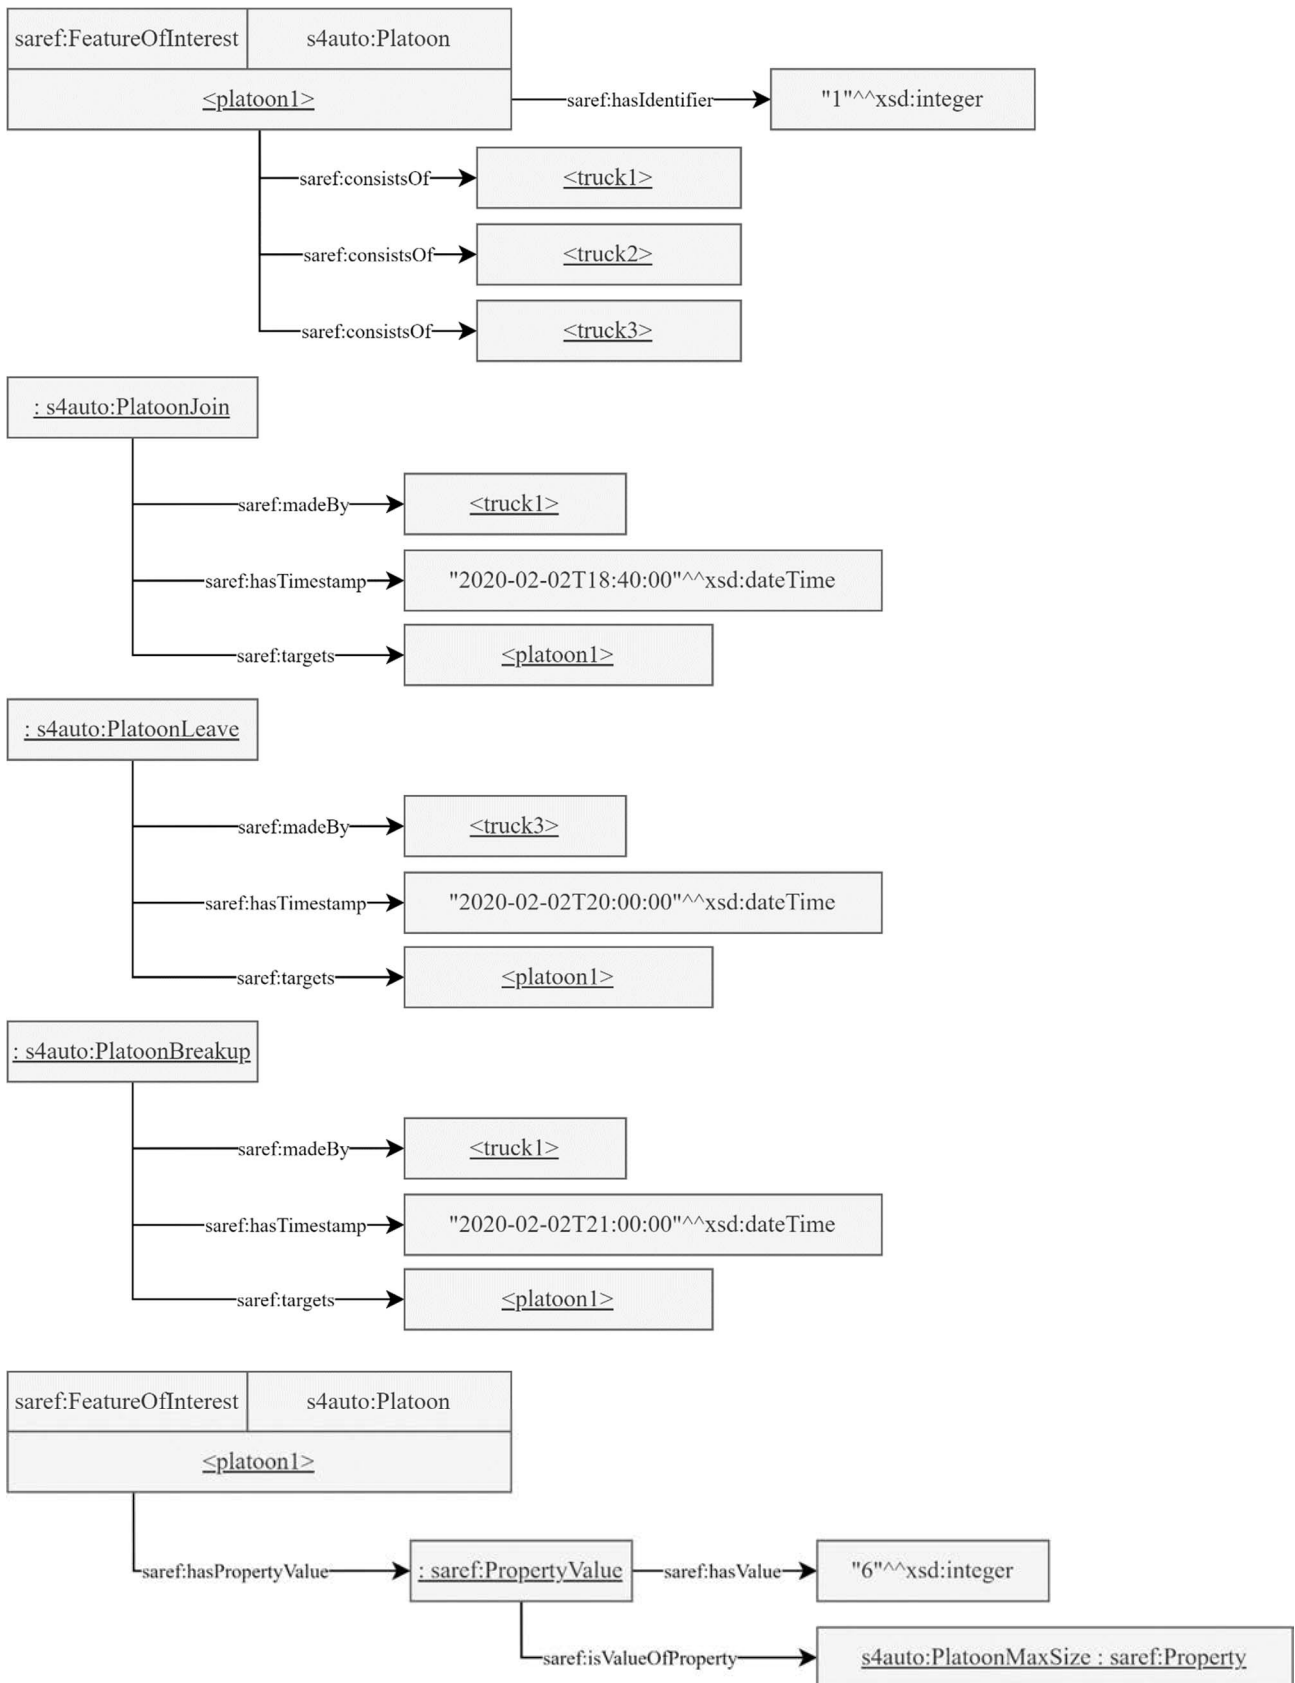 saref:FeatureOfInterest s4auto:Platoon
<platoon1> saref:hasIdentifier "1"^^xsd:integer
saref:consistsOf <truck1>
saref:consistsOf <truck2>
saref:consistsOf <truck3>
: s4auto:PlatoonJoin
saref:madeBy <truck1>
saref:hasTimestamp "2020-02-02T18:40:00"^^xsd:dateTime
saref:targets <platoon1>
: s4auto:PlatoonLeave
saref:madeBy <truck3>
saref:hasTimestamp "2020-02-02T20:00:00"^^xsd:dateTime
saref:targets <platoon1>
: s4auto:PlatoonBreakup
saref:madeBy <truck1>
saref:hasTimestamp "2020-02-02T21:00:00"^^xsd:dateTime
saref:targets <platoon1>
saref:FeatureOfInterest s4auto:Platoon
<platoon1>
saref:hasPropertyValue : saref:PropertyValue saref:hasValue "6"^^xsd:integer
saref:isValueOfProperty s4auto:PlatoonMaxSize : saref:Property